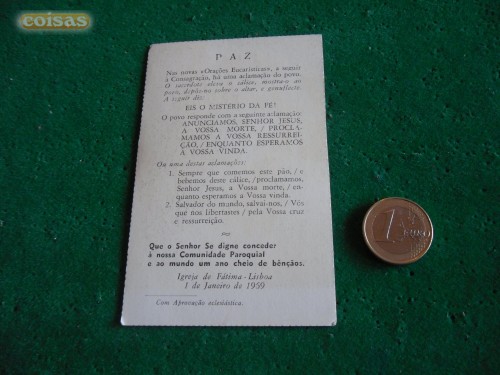 coisas
PAZ
Nas novas «Orações Eucarísticas», a seguir
à Consagração, há uma aclamação do povo.
O sacerdote eleva o cálice, mostra-o ao
povo, depõe-no sobre o altar, e genuflecte.
A seguir diz:
EIS O MISTERIO DA FE!
O povo responde com a seguinte aclamação:
ANUNCIAMOS, SENHOR JESUS,
A VOSSA MORTE, / PROCLA-
MAMOS A VOSSA RESSURREI-
ÇÃO, / ENQUANTO ESPERAMOS
A VOSSA VINDA.
Ou uma destas aclamações:
1. Sempre que comemos este pão, / e
bebemos deste cálice, / proclamamos,
Senhor Jesus, a Vossa morte, / en-
quanto esperamos a Vossa vinda.
2. Salvador do mundo, salvai-nos, / Vós
que nos libertastes / pela Vossa cruz
e ressurreição.
Que o Senhor Se digne conceder
à nossa Comunidade Paroquial
e ao mundo um ano cheio de bênçãos.
Igreja de Fátima - Lisboa
1 de Janeiro de 1969
Com Aprovação eclesiástica.
1 EURO